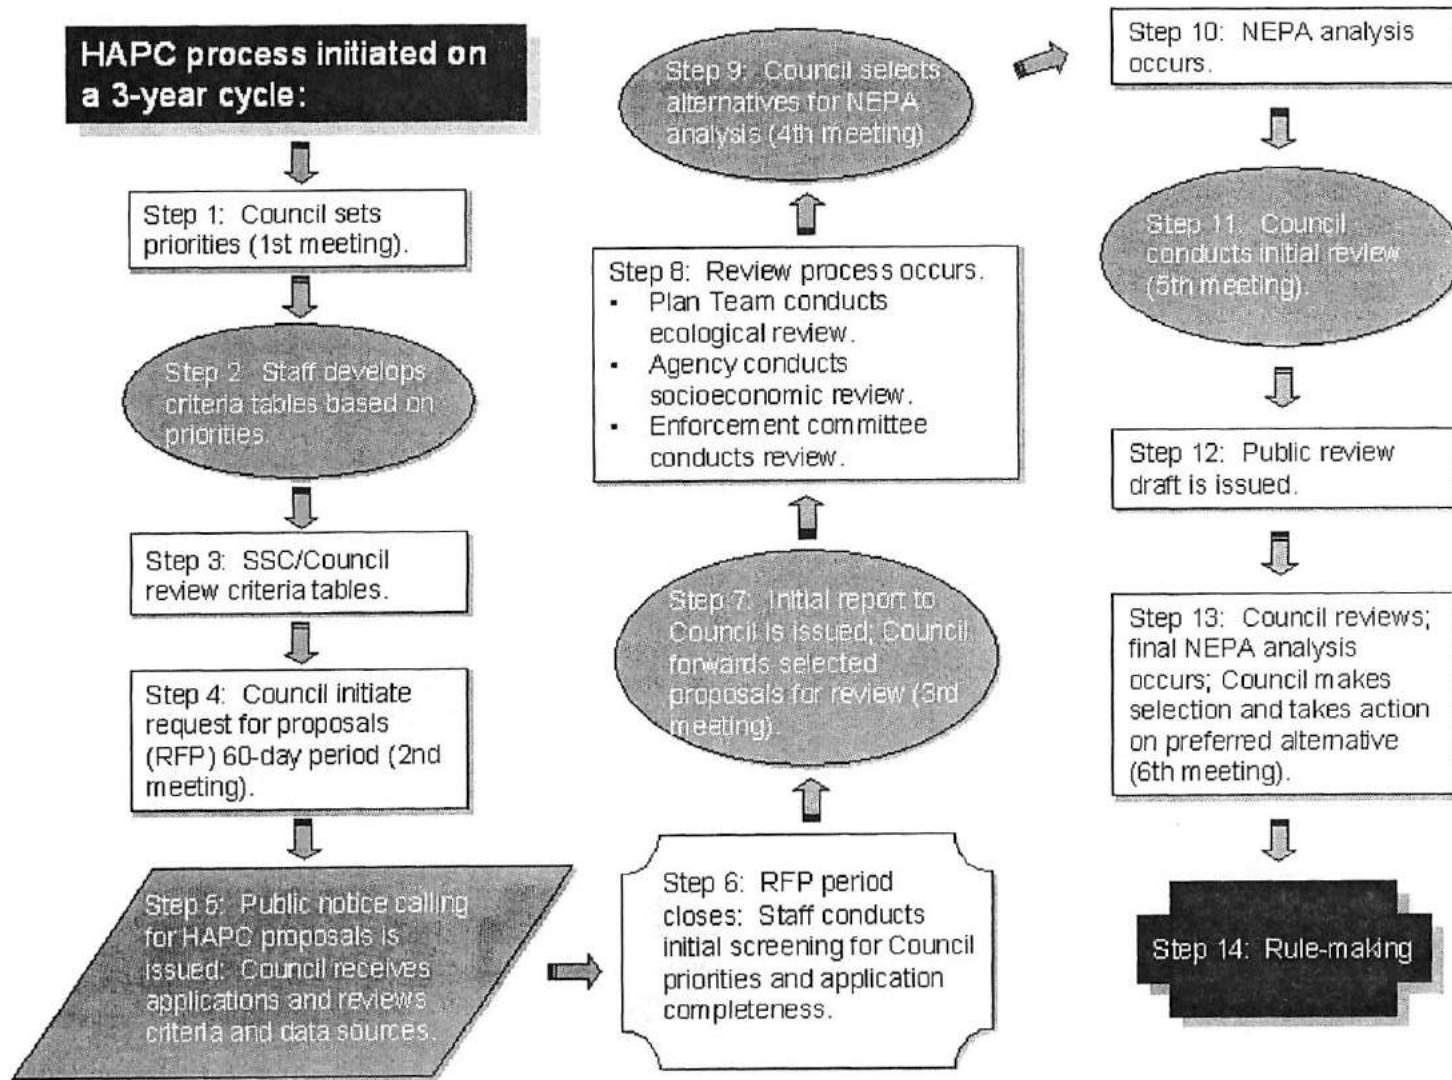 HAPC process initiated on
a 3-year cycle:
Step 1: Council sets
priorities (1st meeting).
Step 2 Staff develops
criteria tables based on
priorities.
Step 3: SSC/Council
review criteria tables.
Step 4: Council initiate
request for proposals
(RFP) 60-day period (2nd
meeting).
Step 5: Public notice calling
for HAPC proposals is
issued: Council receives
applications and reviews
criteria and data sources.
Step 6: RFP period
closes: Staff conducts
initial screening for Council
priorities and application
completeness.
Step 7: Initial report to
Council is issued; Council
forwards selected
proposals for review (3rd
meeting).
Step 8: Review process occurs.
▪ Plan Team conducts
ecological review.
▪ Agency conducts
socioeconomic review.
▪ Enforcement committee
conducts review.
Step 9: Council selects
alternatives for NEPA
analysis (4th meeting)
Step 10: NEPA analysis
occurs.
Step 11: Council
conducts initial review
(5th meeting).
Step 12: Public review
draft is issued.
Step 13: Council reviews;
final NEPA analysis
occurs; Council makes
selection and takes action
on preferred alternative
(6th meeting).
Step 14: Rule-making